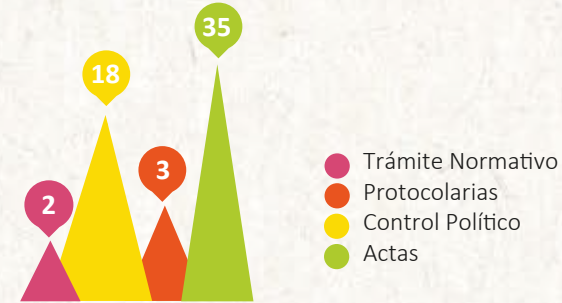 35
18
3
2
Trámite Normativo
Protocolarias
Control Político
Actas